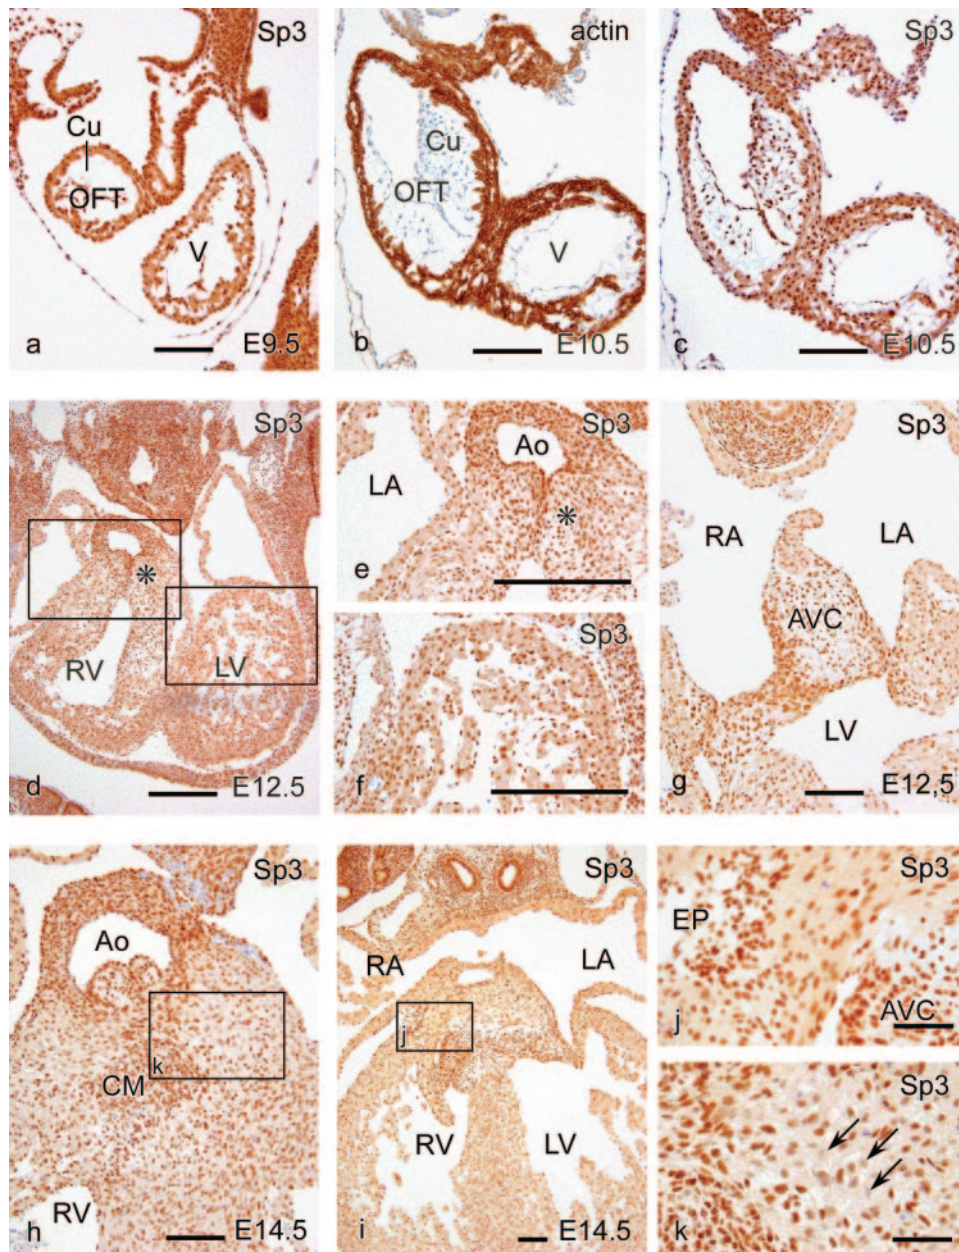 Sp3
Cu
OFT
V
a
E9.5
actin
Cu
OFT
V
b
E10.5
Sp3
c
E10.5
Sp3
*
RV
LV
d
E12.5
Sp3
Ao
LA
*
e
Sp3
f
Sp3
RA
LA
AVC
LV
g
E12,5
Sp3
Ao
k
CM
RV
h
E14.5
Sp3
RA
LA
j
RV
LV
i
E14.5
Sp3
EP
AVC
j
Sp3
k